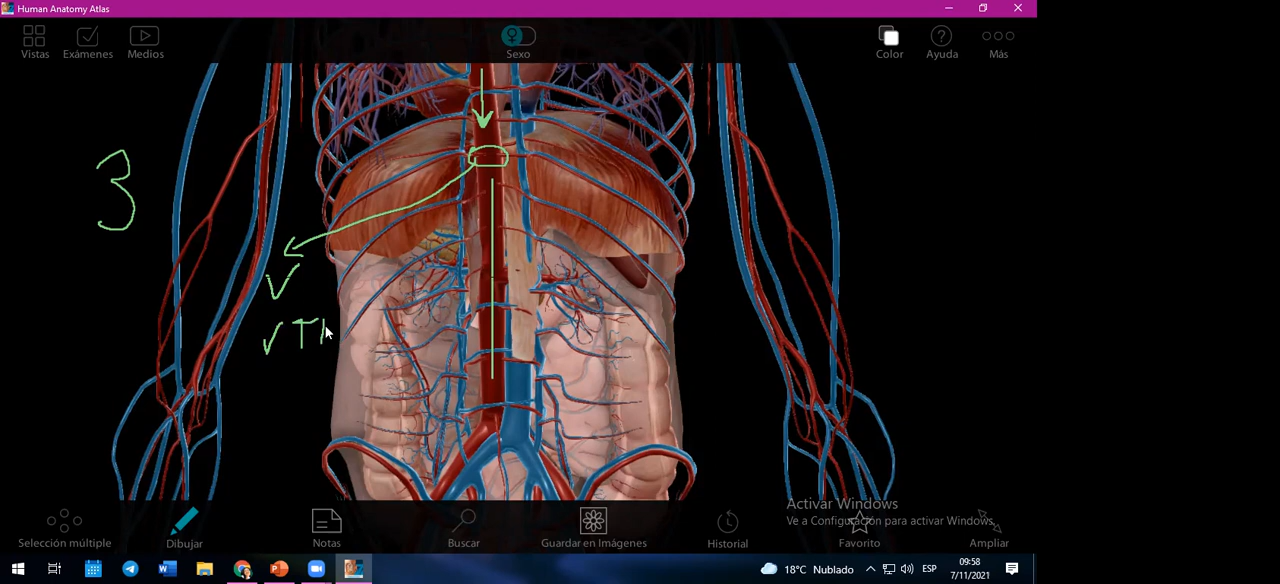 Human Anatomy Atlas
Vistas Exámenes Medios Sexo Color Ayuda Más
3
V
√ TH
Activar Windows
Ve a Configuración para activar Windows.
Selección múltiple Dibujar Notas Buscar Guardar en Imágenes Historial Favorito Ampliar
18°C Nublado ESP 09:58
7/11/2021